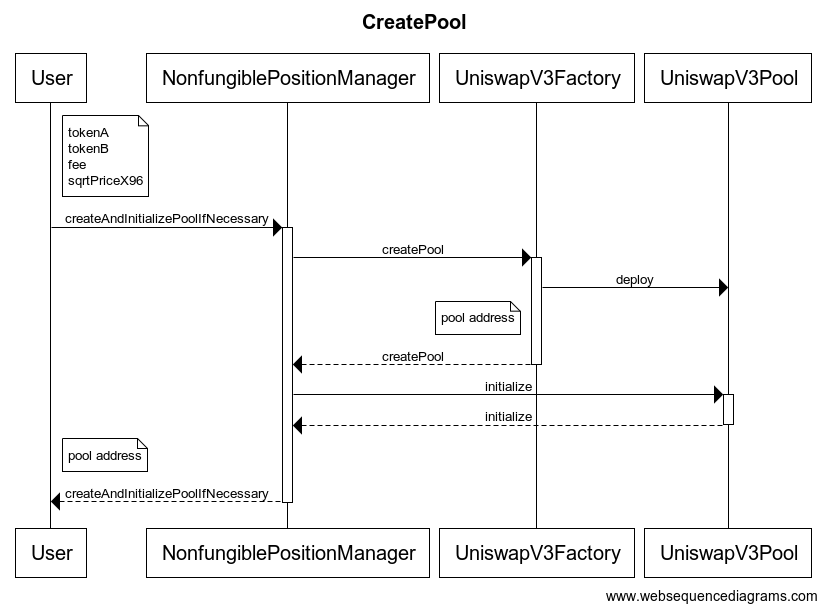 CreatePool
User
NonfungiblePositionManager
UniswapV3Factory
UniswapV3Pool
tokenA
tokenB
fee
sqrtPriceX96
createAndInitializePoolIfNecessary
createPool
deploy
pool address
createPool
initialize
initialize
pool address
createAndInitializePoolIfNecessary
User
NonfungiblePositionManager
UniswapV3Factory
UniswapV3Pool
www.websequencediagrams.com